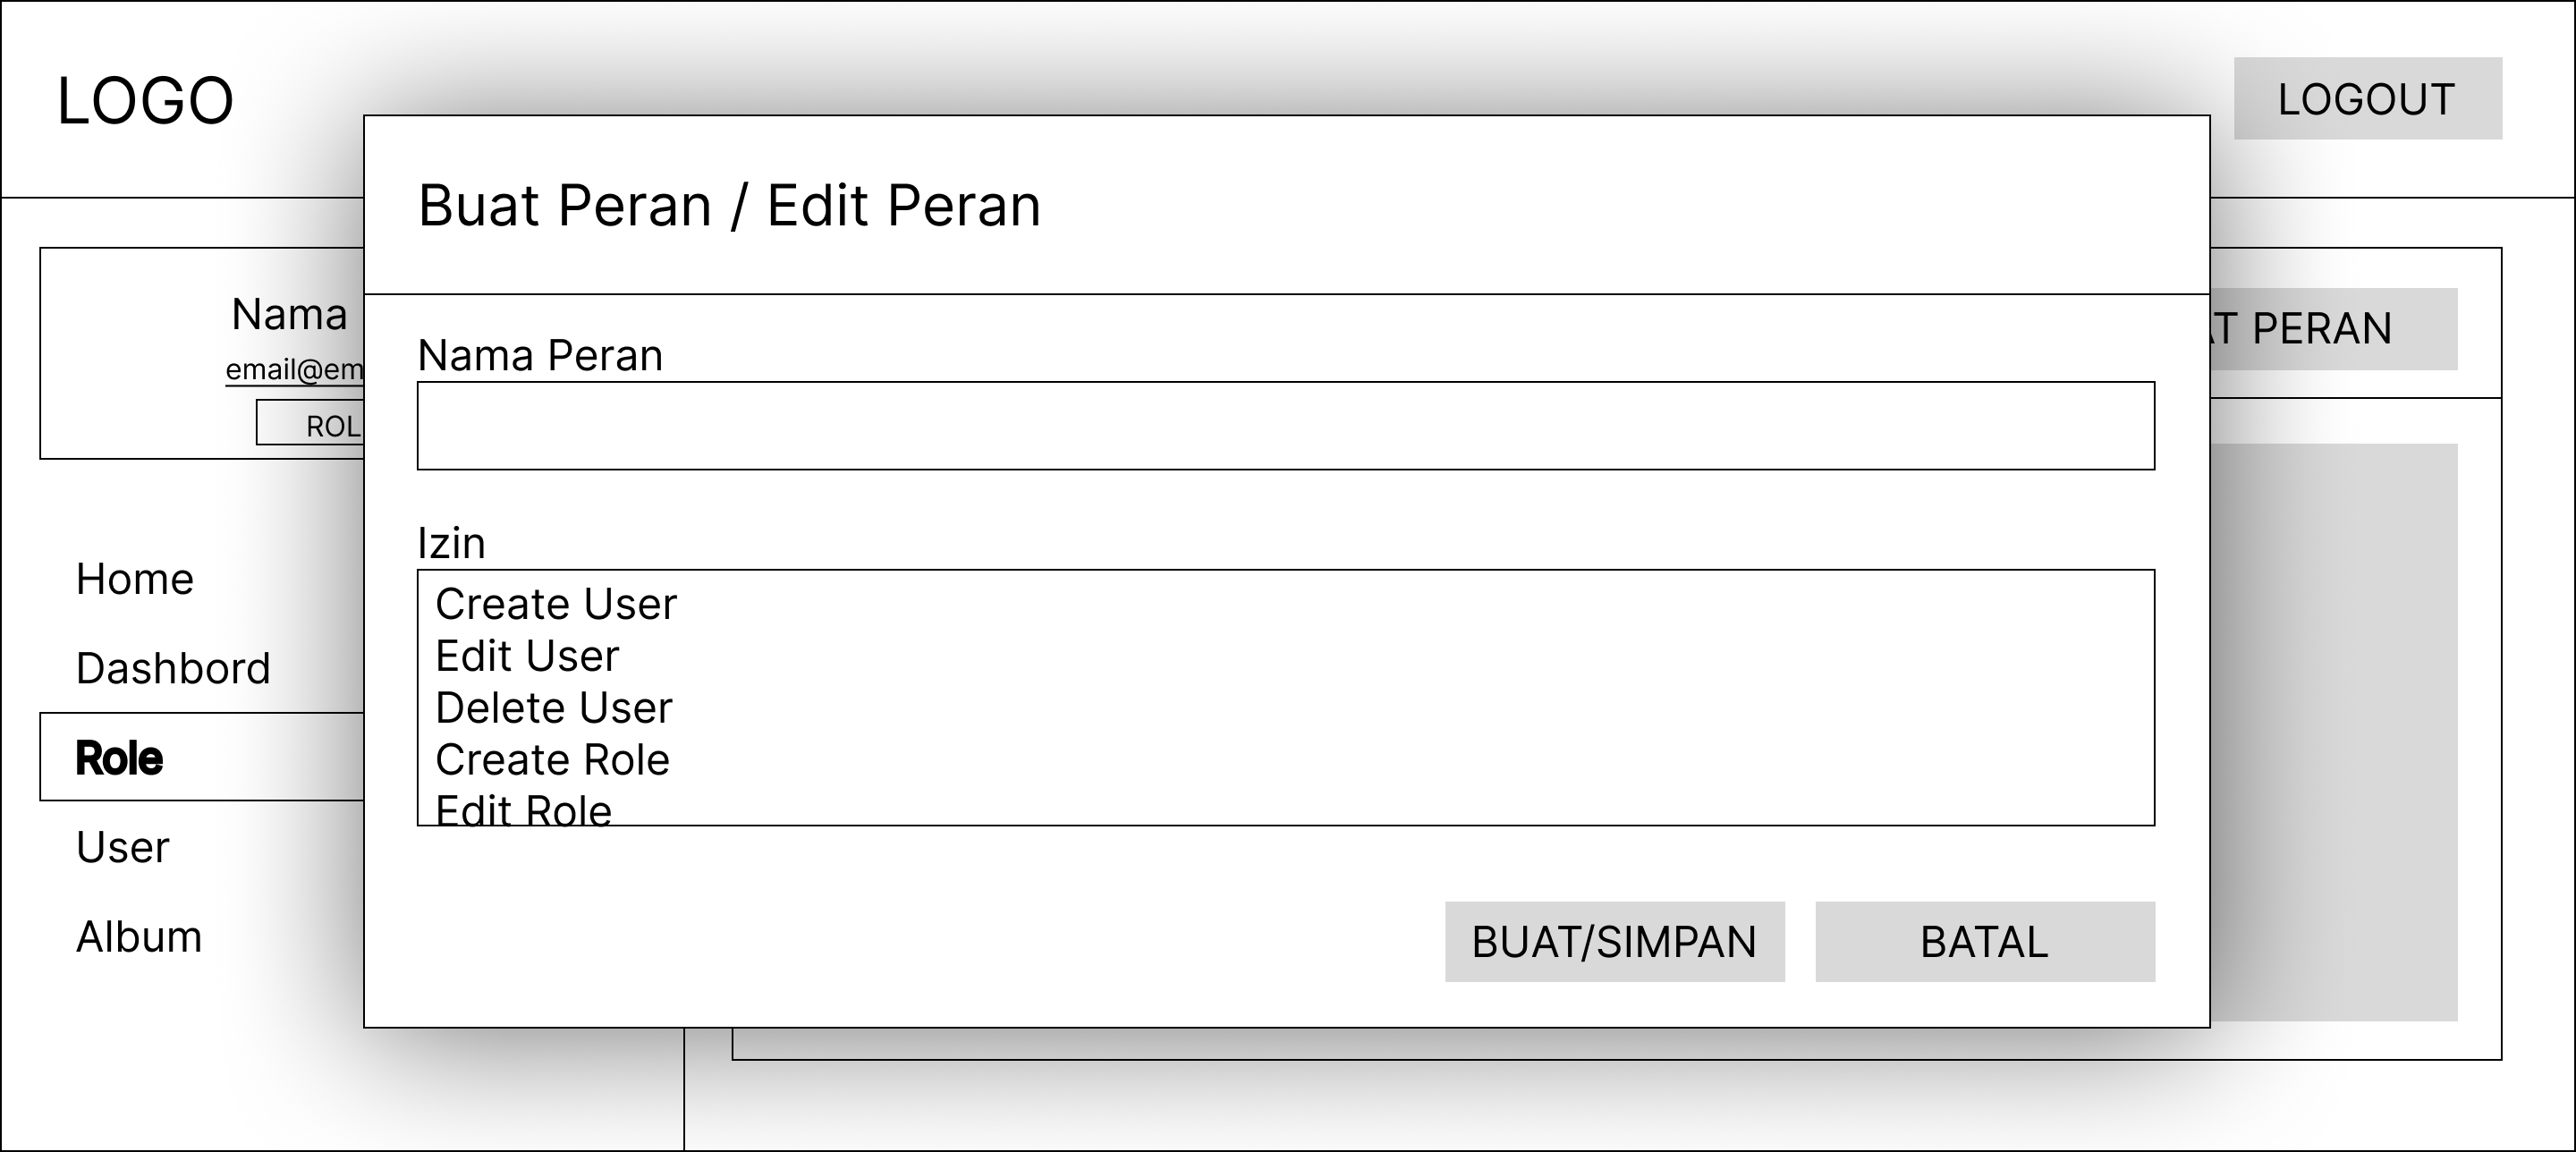 LOGO
LOGOUT
Buat Peran / Edit Peran
Nama
email@em
ROL
PERAN
Nama Peran
Izin
Create User
Edit User
Delete User
Create Role
Edit Role
Home
Dashbord
Role
User
Album
BUAT/SIMPAN
BATAL